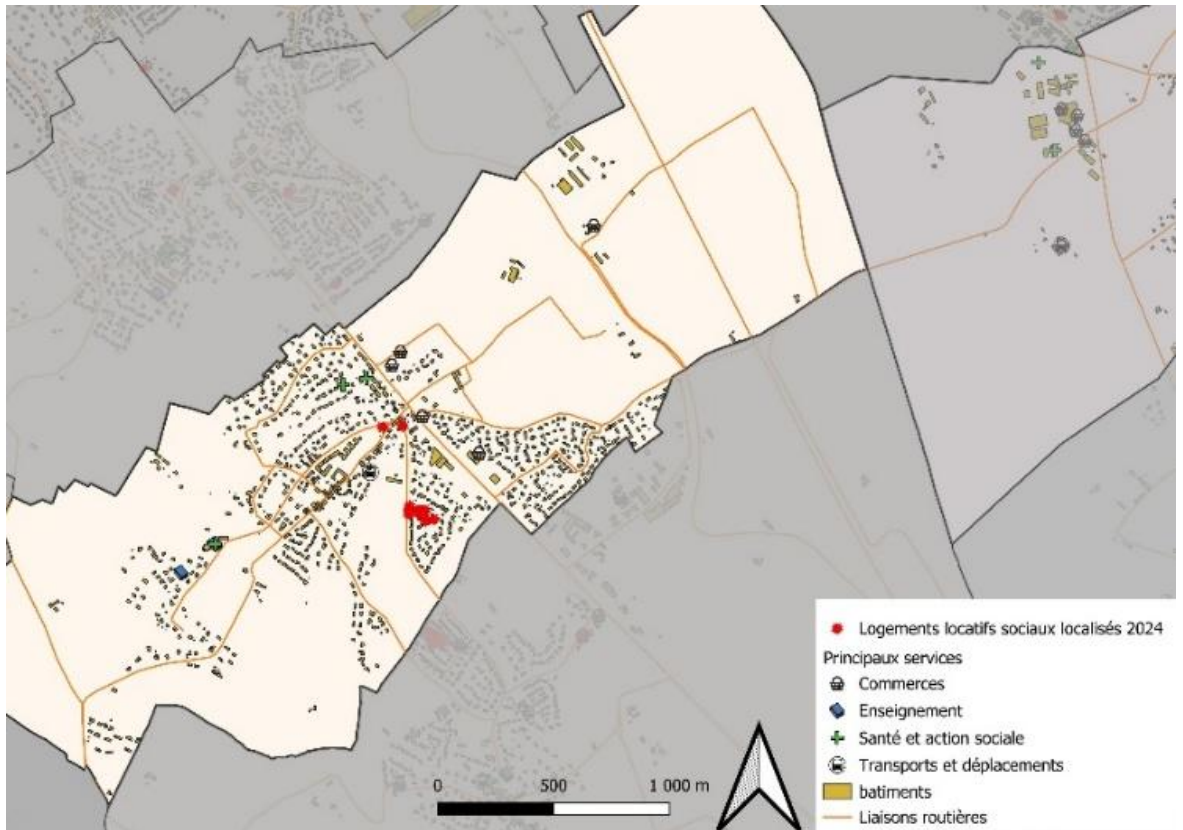 Logements locatifs sociaux localisés 2024
Principaux services
Commerces
Enseignement
Santé et action sociale
Transports et déplacements
batîments
Liaisons routières
0 500 1 000 m